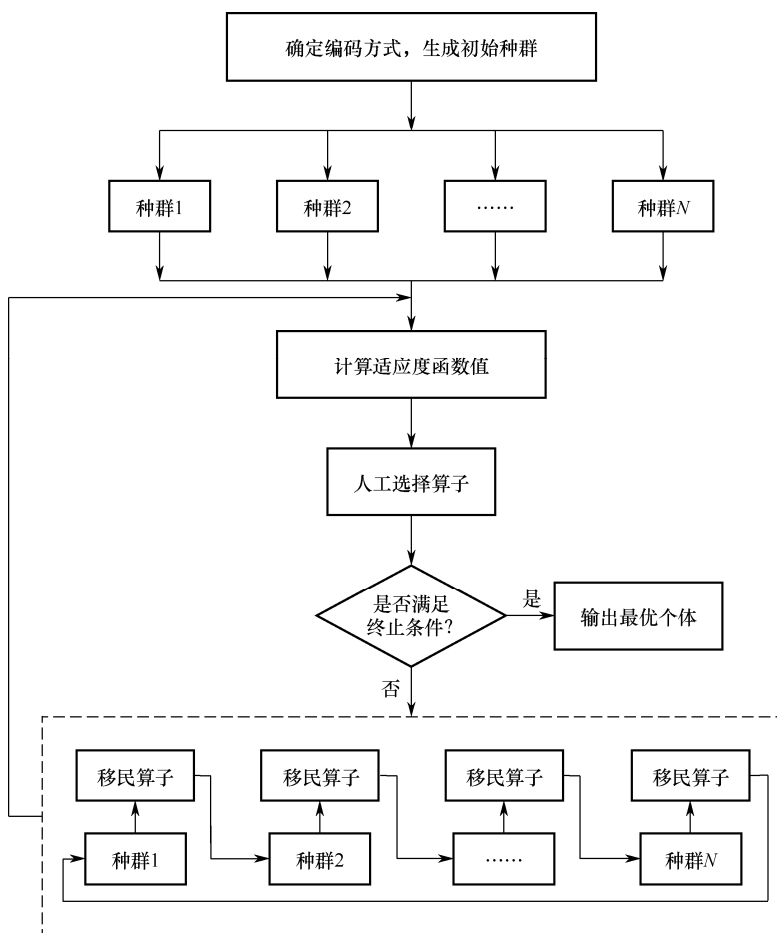 确定编码方式，生成初始种群
种群1
种群2
……
种群N
计算适应度函数值
人工选择算子
是否满足
终止条件?
是
输出最优个体
否
移民算子
移民算子
移民算子
移民算子
种群1
种群2
……
种群N